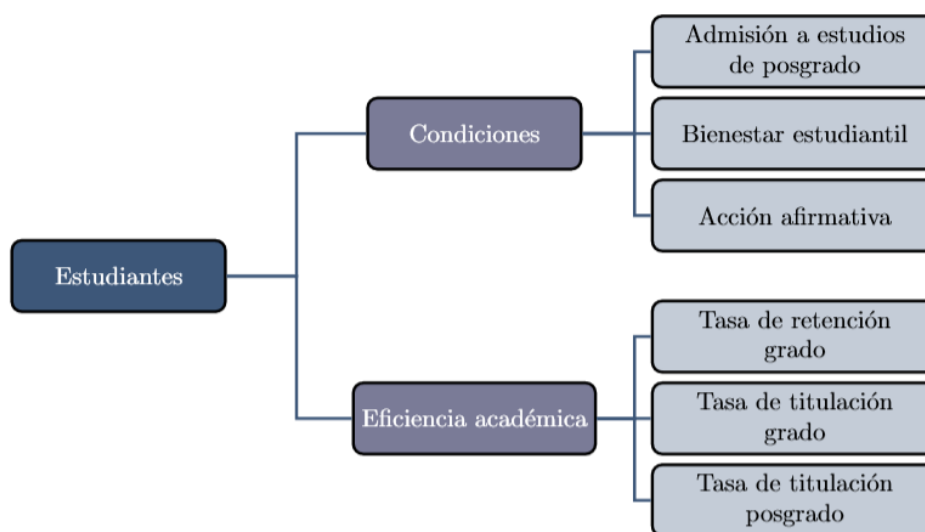 Admisión a estudios
de posgrado
Condiciones
Bienestar estudiantil
Acción afirmativa
Estudiantes
Tasa de retención
grado
Eficiencia académica
Tasa de titulación
grado
Tasa de titulación
posgrado